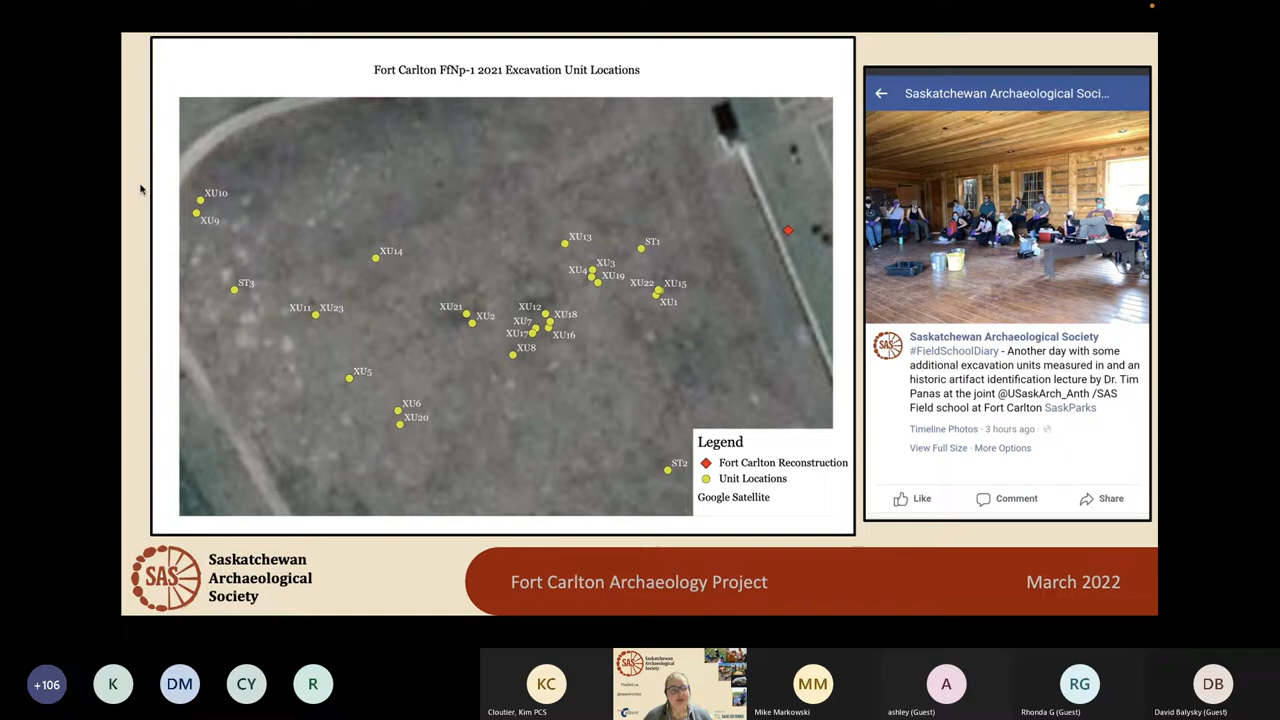 Fort Carlton FfNp-1 2021 Excavation Unit Locations
XU10
XU9
XU14
ST3
XU11
XU23
XU13
ST1
XU3
XU4
XU19
XU22
XU15
XU1
XU21
XU2
XU12
XU18
XU7
XU17
XU16
XU8
XU5
XU6
XU20
ST2
Legend
Fort Carlton Reconstruction
Unit Locations
Google Satellite
Saskatchewan Archaeological Soci...
Saskatchewan Archaeological Society
#FieldSchoolDiary - Another day with some
additional excavation units measured in and an
historic artifact identification lecture by Dr. Tim
Panas at the joint @USaskArch_Anth /SAS
Field school at Fort Carlton SaskParks
Timeline Photos · 3 hours ago ·
View Full Size · More Options
Like
Comment
Share
SAS
Saskatchewan
Archaeological
Society
Fort Carlton Archaeology Project
March 2022
+106
K
DM
CY
R
KC
Cloutier, Kim PCS
SAS
Saskatchewan
Archaeological
Society
MM
Mike Markowski
A
ashley (Guest)
RG
Rhonda G (Guest)
DB
David Balysky (Guest)